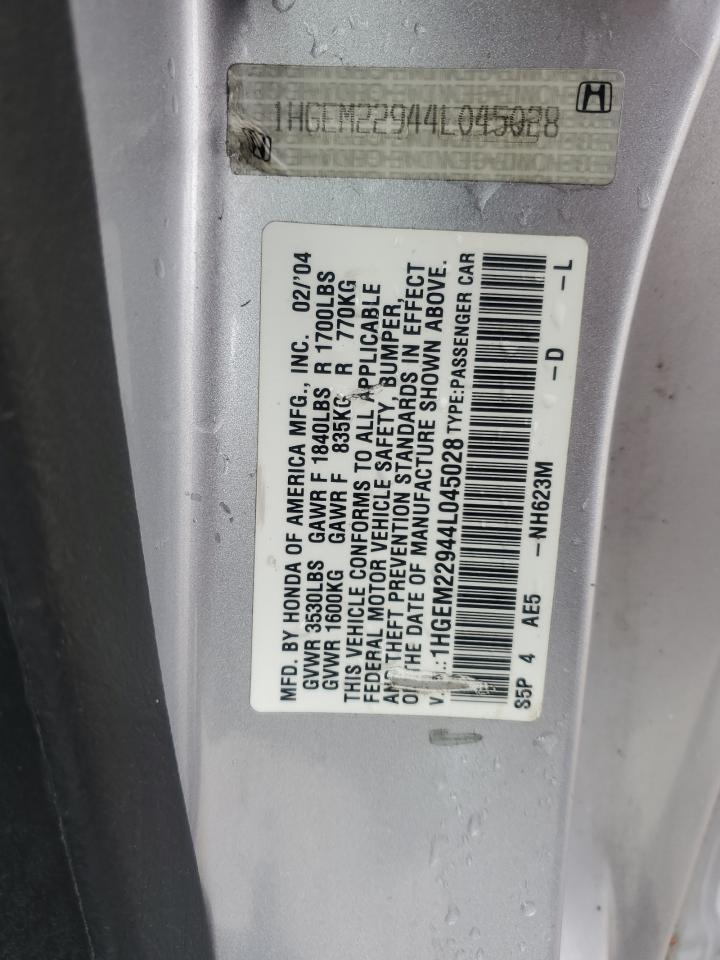 1HGEM22944L045028
MFD. BY HONDA OF AMERICA MFG., INC. 02/'04
GVWR 3530LBS GAWR F 1840LBS R 1700LBS
GVWR 1600KG GAWR F 835KG R 770KG
THIS VEHICLE CONFORMS TO ALL APPLICABLE
FEDERAL MOTOR VEHICLE SAFETY, BUMPER,
AND THEFT PREVENTION STANDARDS IN EFFECT
ON THE DATE OF MANUFACTURE SHOWN ABOVE.
V. .:1HGEM22944L045028 TYPE:PASSENGER CAR
S5P 4 AE5 -NH623M -D -L